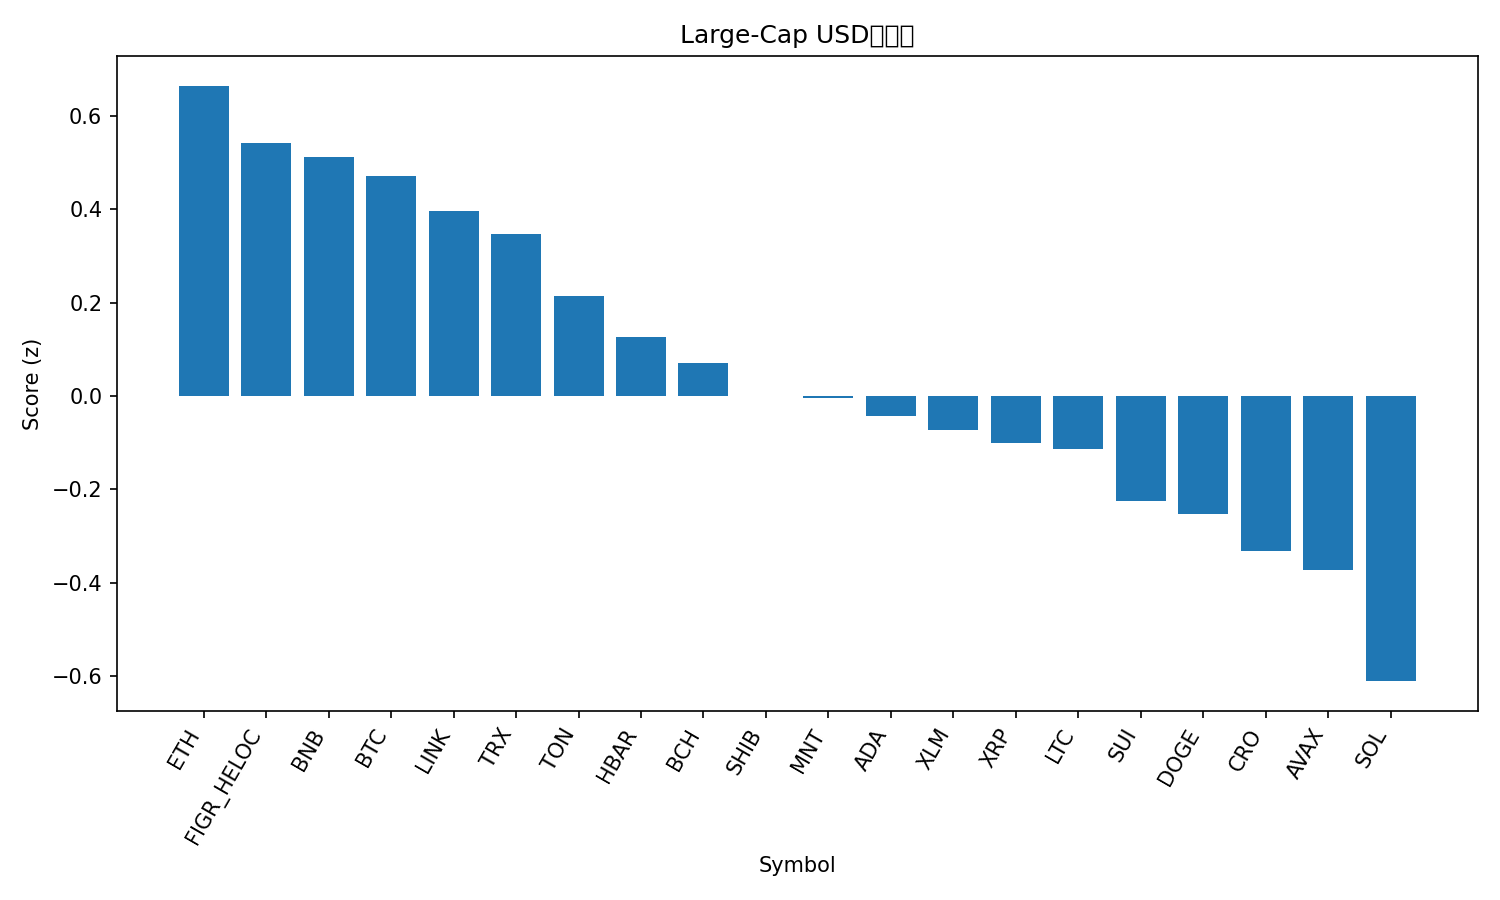 Large-Cap USD
0.6
0.4
0.2
0.0
−0.2
−0.4
−0.6
Score (z)
ETH
FIGR_HELOC
BNB
BTC
LINK
TRX
TON
HBAR
BCH
SHIB
MNT
ADA
XLM
XRP
LTC
SUI
DOGE
CRO
AVAX
SOL
Symbol